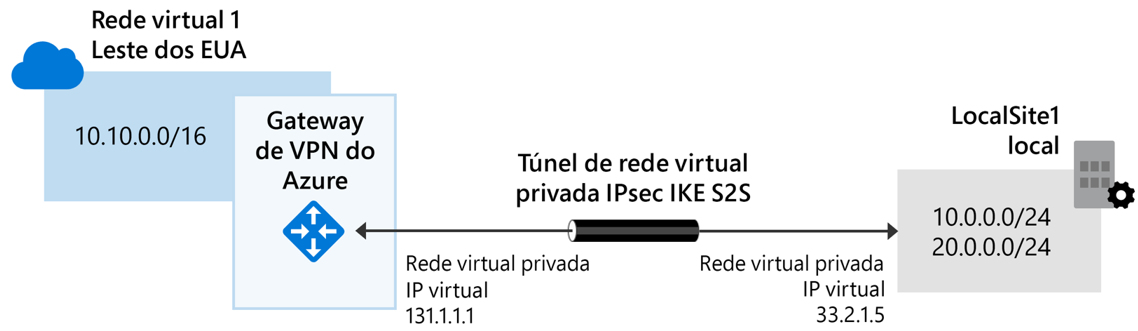 Rede virtual 1
Leste dos EUA
10.10.0.0/16
Gateway
de VPN do
Azure
Túnel de rede virtual
privada IPsec IKE S2S
Rede virtual privada
IP virtual
131.1.1.1
Rede virtual privada
IP virtual
33.2.1.5
LocalSite1
local
10.0.0.0/24
20.0.0.0/24